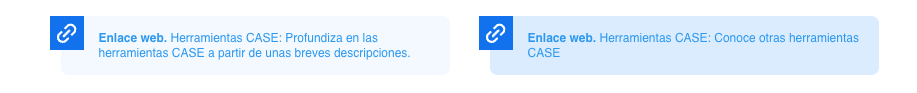 Enlace web. Herramientas CASE: Profundiza en las
herramientas CASE a partir de unas breves descripciones.
Enlace web. Herramientas CASE: Conoce otras herramientas
CASE